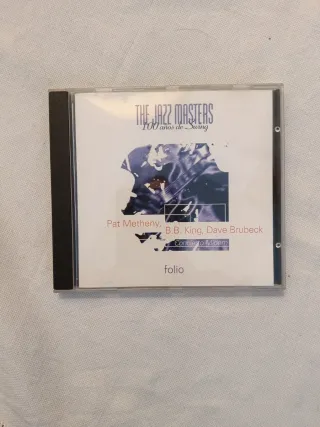 THE JAZZ MASTERS
100 años de Swing
Pat Metheny, B.B. King, Dave Brubeck
folio